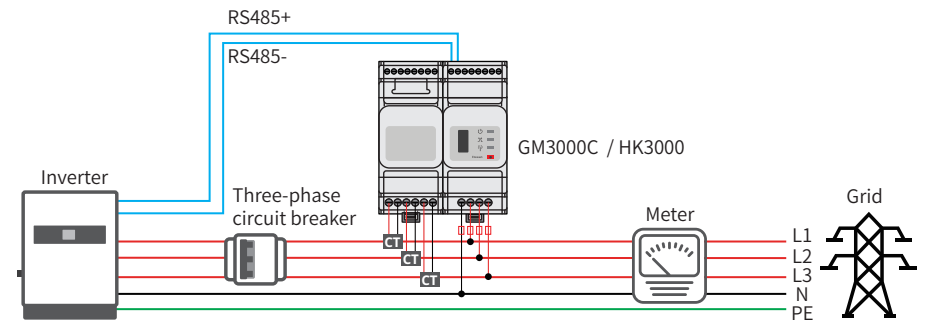 RS485+
RS485-
GM3000C / HK3000
Inverter
Three-phase
circuit breaker
Meter
Grid
CT
CT
CT
L1
L2
L3
N
PE